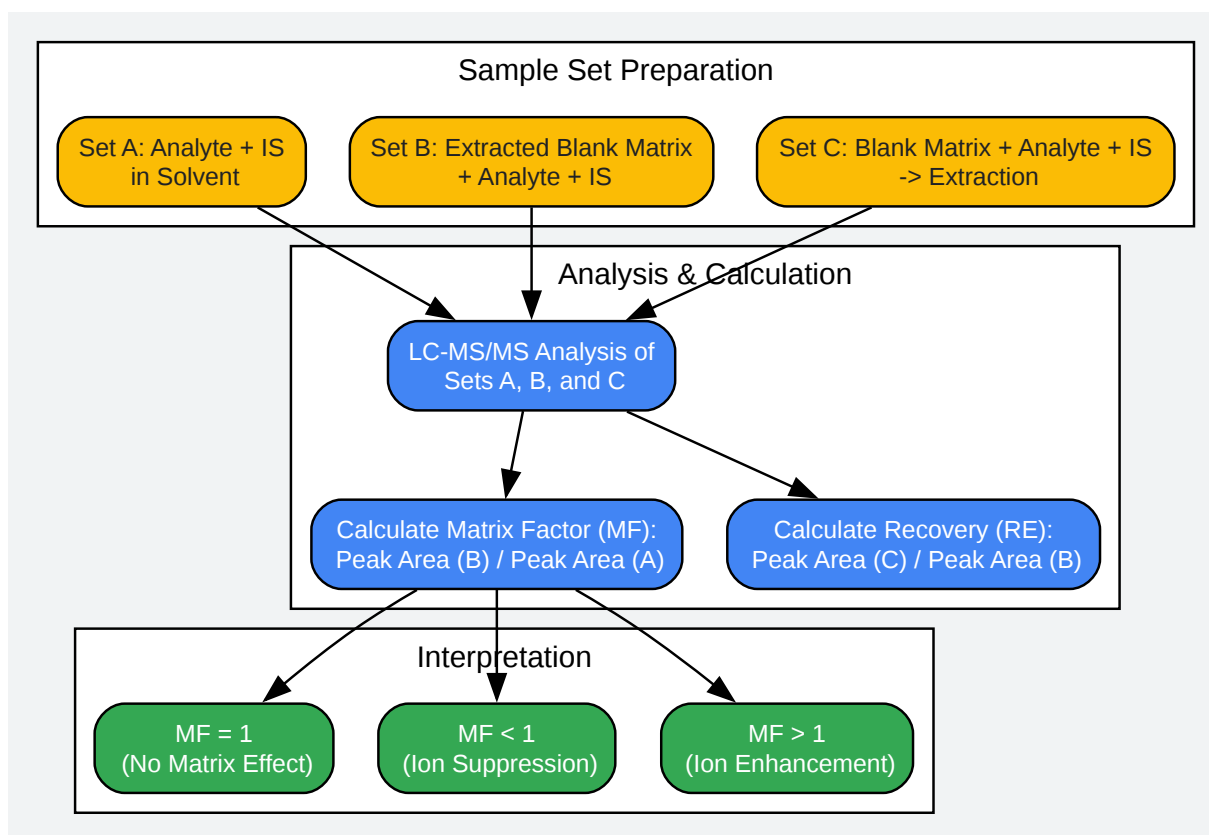 Sample Set Preparation
Set A: Analyte + IS
in Solvent
Set B: Extracted Blank Matrix
+ Analyte + IS
Set C: Blank Matrix + Analyte + IS
-> Extraction
Analysis & Calculation
LC-MS/MS Analysis of
Sets A, B, and C
Calculate Matrix Factor (MF):
Peak Area (B) / Peak Area (A)
Calculate Recovery (RE):
Peak Area (C) / Peak Area (B)
Interpretation
MF = 1
(No Matrix Effect)
MF < 1
(Ion Suppression)
MF > 1
(Ion Enhancement)